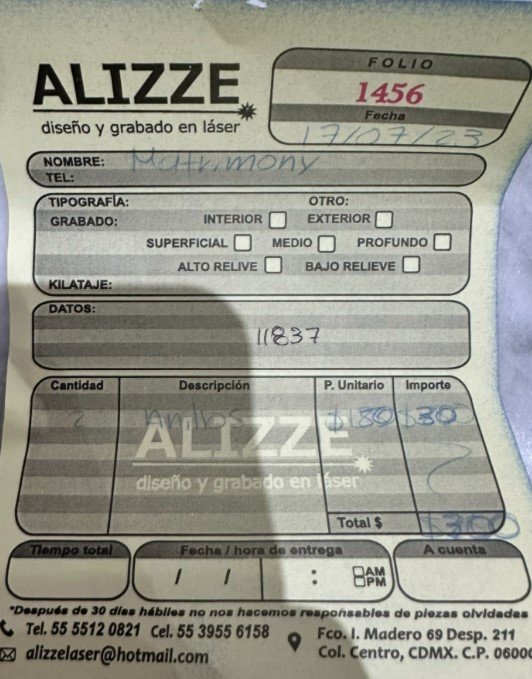 ALIZZE
diseño y grabado en láser
FOLIO
1456
Fecha
17/07/23
NOMBRE: Matrimony
TEL:
TIPOGRAFÍA: OTRO:
GRABADO: INTERIOR EXTERIOR
SUPERFICIAL MEDIO PROFUNDO
ALTO RELIVE BAJO RELIEVE
KILATAJE:
DATOS:
11837
Cantidad Descripción P. Unitario Importe
2 Anillos
ALIZZE
diseño y grabado en láser
Total $ $300
Tiempo total Fecha / hora de entrega A cuenta
/ / : AM
PM
*Después de 30 días hábiles no nos hacemos responsables de piezas olvidadas
Tel. 55 5512 0821 Cel. 55 3955 6158
Fco. I. Madero 69 Desp. 211
alizzelaser@hotmail.com
Col. Centro, CDMX. C.P. 0600